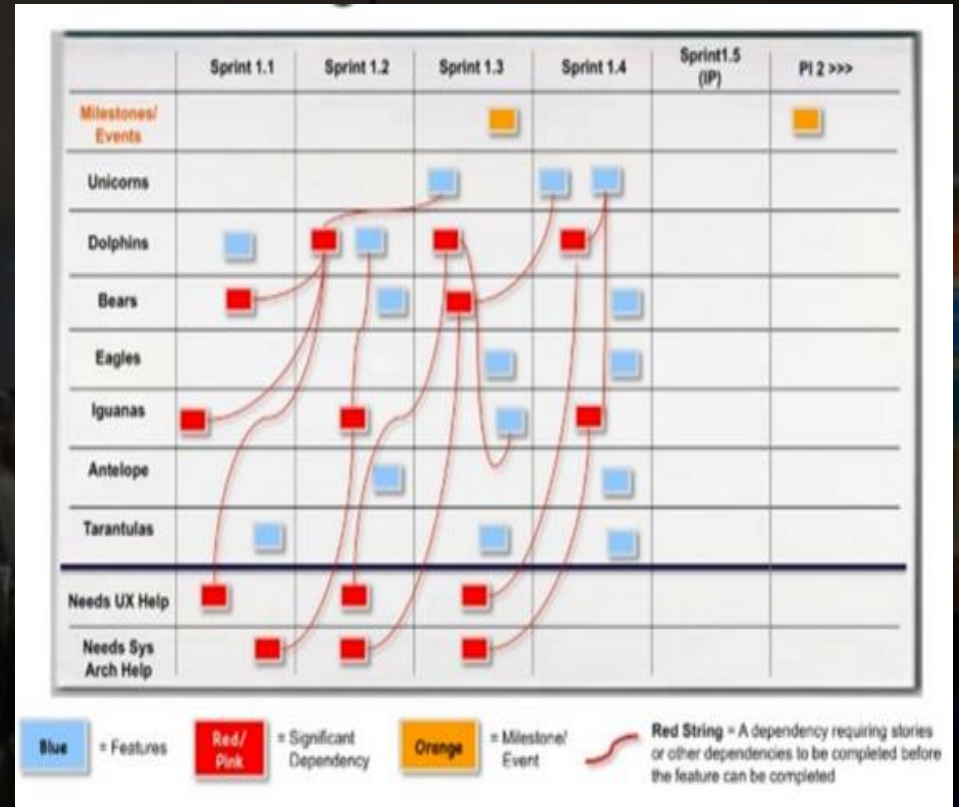 Sprint 1.1 Sprint 1.2 Sprint 1.3 Sprint 1.4 Sprint1.5 (IP) PI 2 >>>
Milestones/
Events
Unicorns
Dolphins
Bears
Eagles
Iguanas
Antelope
Tarantulas
Needs UX Help
Needs Sys
Arch Help
Blue = Features
Red/
Pink
= Significant
Dependency
Orenge
= Milestone/
Event
Red String = A dependency requiring stories
or other dependencies to be completed before
the feature can be completed